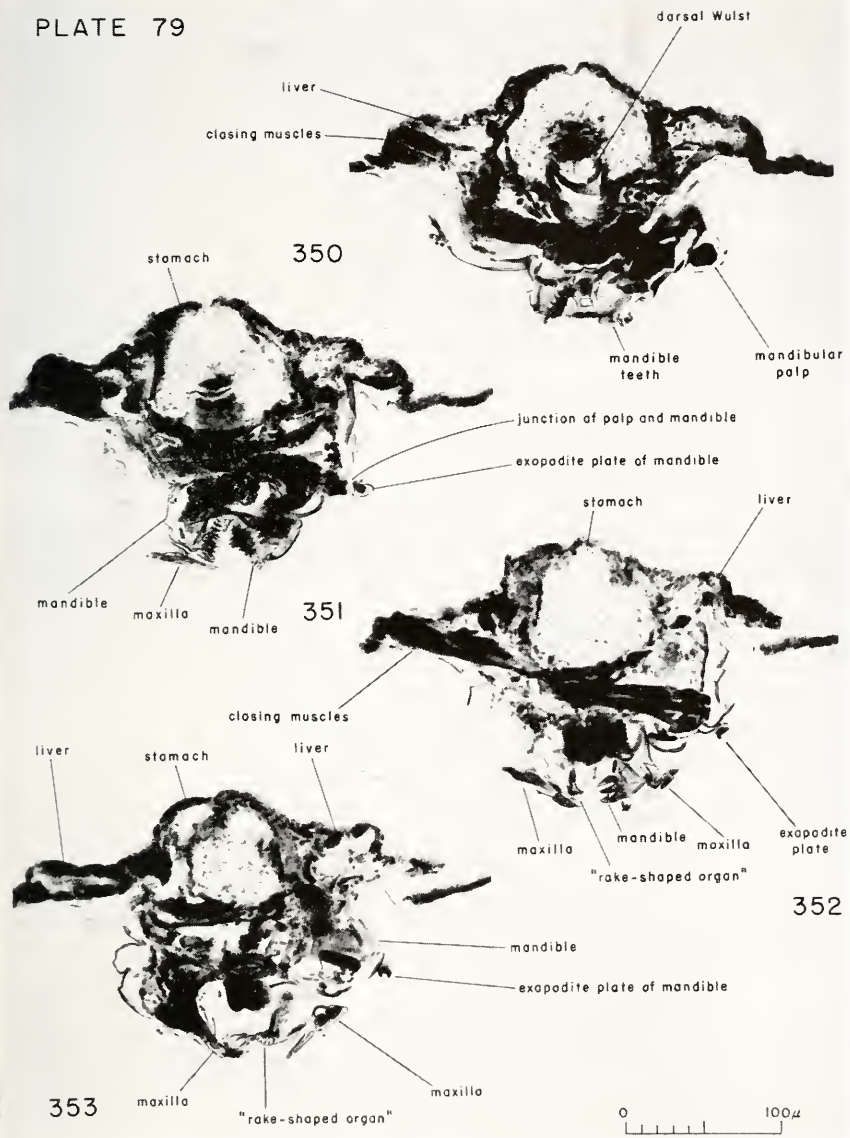 PLATE 79
dorsal Wulst
liver
closing muscles
350
mandible
teeth
mandibular
palp
stomach
junction of palp and mandible
exopodite plate of mandible
mandible
maxilla
mandible
351
stomach
liver
closing muscles
maxilla
"rake-shaped organ"
mandible
maxilla
exopodite
plate
352
liver
stomach
liver
mandible
exopodite plate of mandible
maxilla
"rake-shaped organ"
maxilla
353
0 100µ